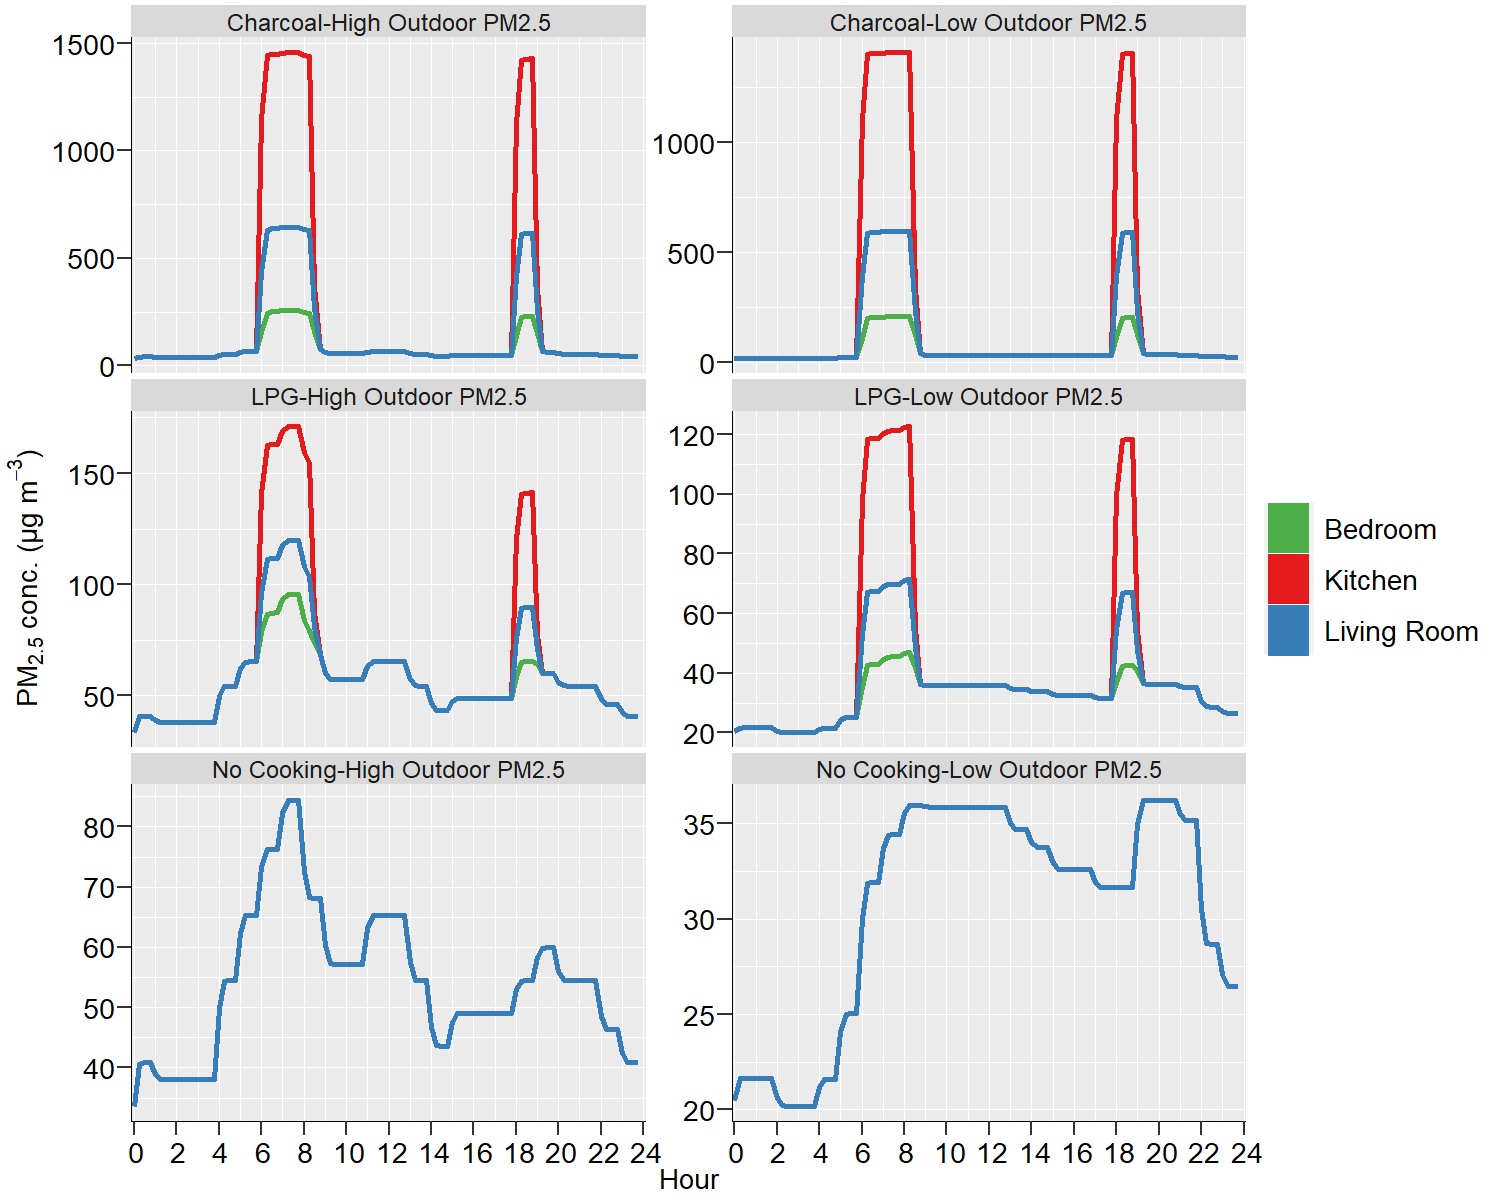 Charcoal-High Outdoor PM2.5
Charcoal-Low Outdoor PM2.5
1500
1000
500
0
1000
500
0
LPG-High Outdoor PM2.5
LPG-Low Outdoor PM2.5
150
100
50
120
100
80
60
40
20
PM2.5 conc. (µg m−3)
Bedroom
Kitchen
Living Room
No Cooking-High Outdoor PM2.5
No Cooking-Low Outdoor PM2.5
80
70
60
50
40
35
30
25
20
0 2 4 6 8 10 12 14 16 18 20 22 24
0 2 4 6 8 10 12 14 16 18 20 22 24
Hour